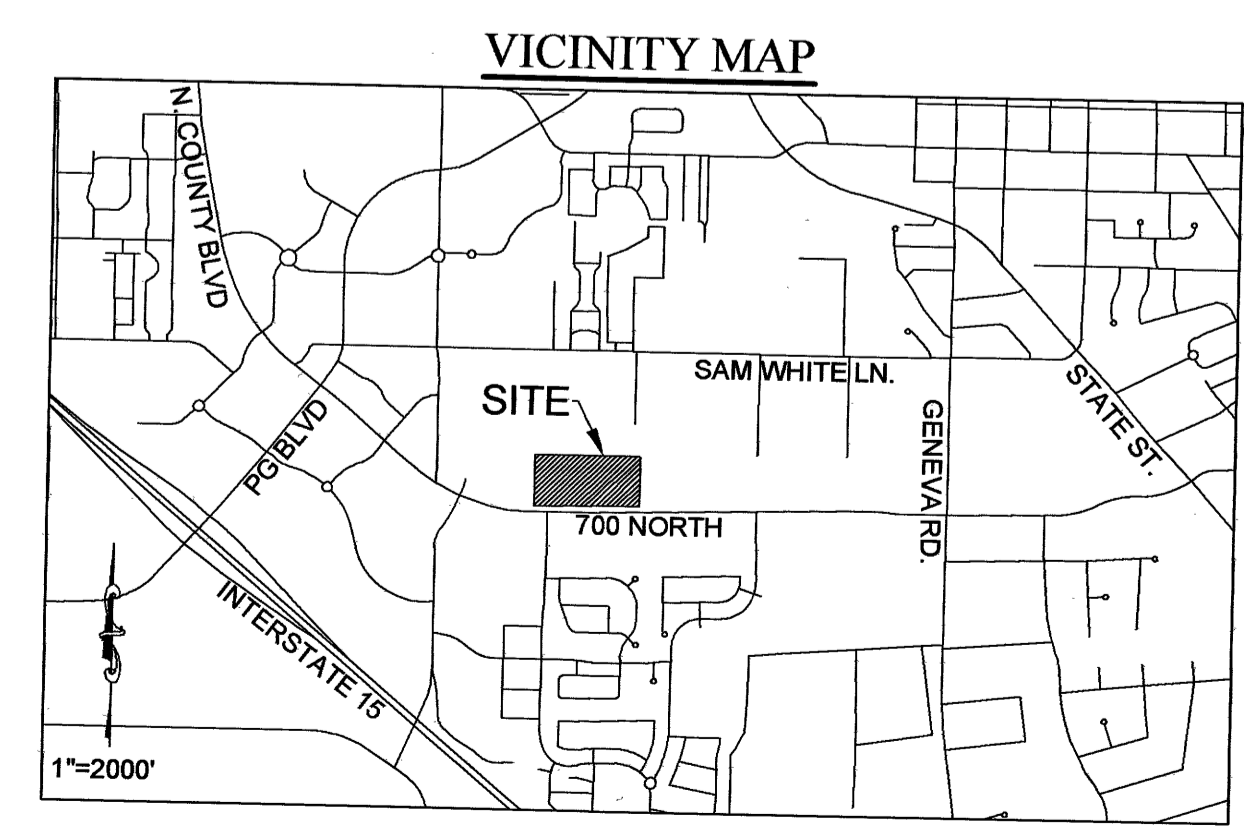 VICINITY MAP
N. COUNTY BLVD
SAM WHITE LN.
SITE
STATE ST.
PG BLVD
GENEVA RD.
700 NORTH
INTERSTATE 15
1"=2000'